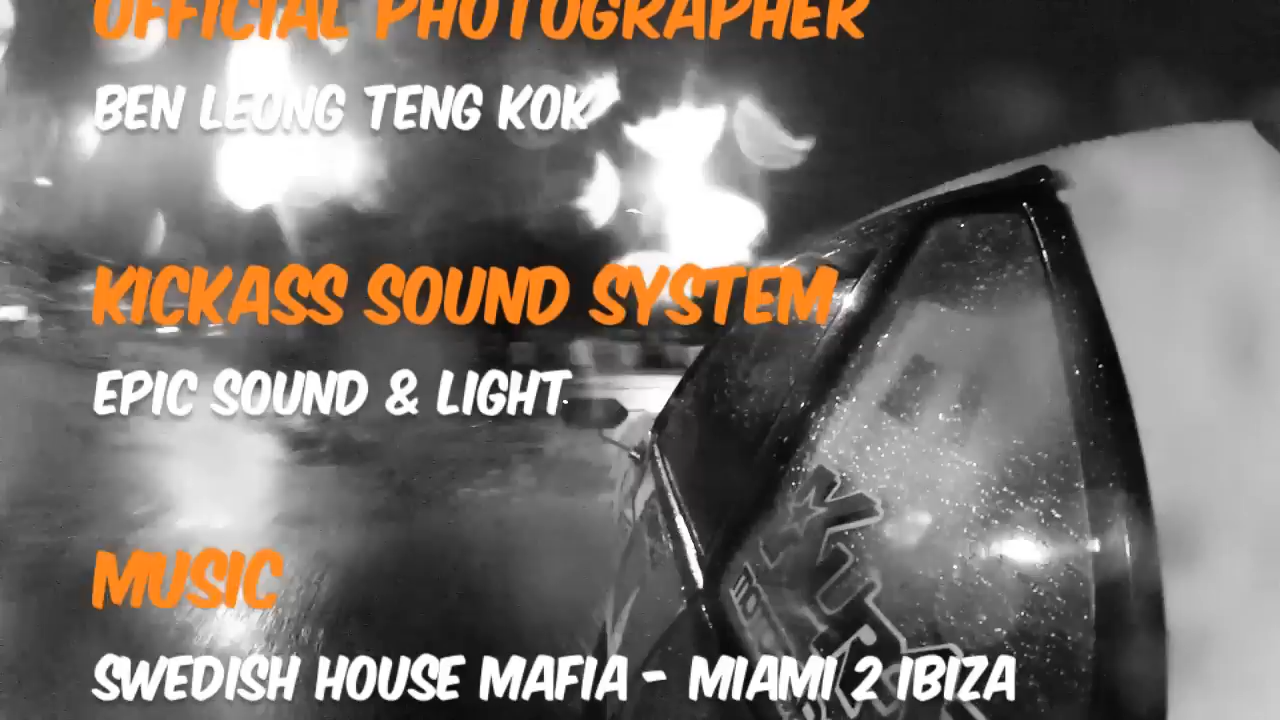 OFFICIAL PHOTOGRAPHER
BEN LEONG TENG KOK
KICKASS SOUND SYSTEM
EPIC SOUND & LIGHT
MUSIC
SWEDISH HOUSE MAFIA - MIAMI 2 IBIZA